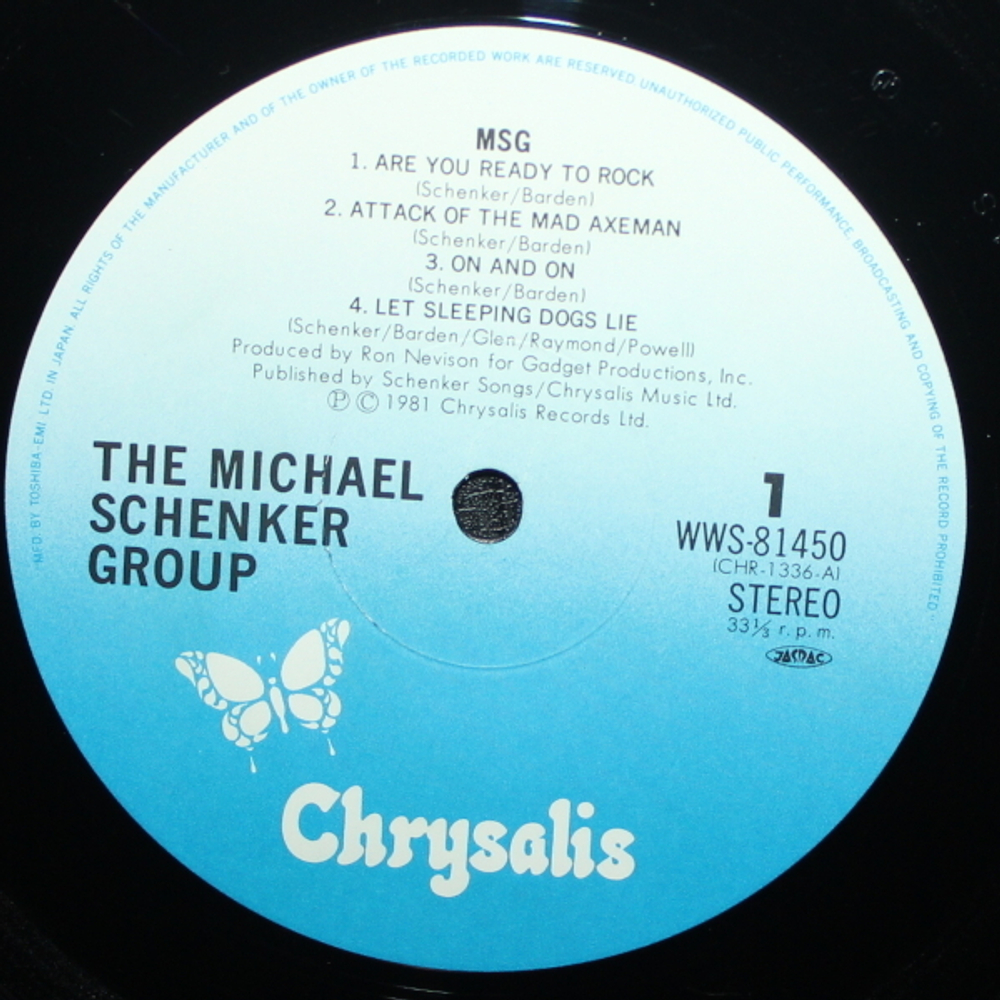 MFD. BY TOSHIBA-EMI LTD. IN JAPAN. ALL RIGHTS OF THE MANUFACTURER AND OF THE OWNER OF THE RECORDED WORK ARE RESERVED UNAUTHORIZED PUBLIC PERFORMANCE. BROADCASTING AND COPYING OF THE RECORD PROHIBITED
MSG
1. ARE YOU READY TO ROCK
(Schenker/Barden)
2. ATTACK OF THE MAD AXEMAN
(Schenker/Barden)
3. ON AND ON
(Schenker/Barden)
4. LET SLEEPING DOGS LIE
(Schenker/Barden/Glen/Raymond/Powell)
Produced by Ron Nevison for Gadget Productions, Inc.
Published by Schenker Songs/Chrysalis Music Ltd.
Ⓟ © 1981 Chrysalis Records Ltd.
THE MICHAEL
SCHENKER
GROUP
1
WWS-81450
(CHR-1336-A)
STEREO
33⅓ r.p.m.
JASRAC
Chrysalis